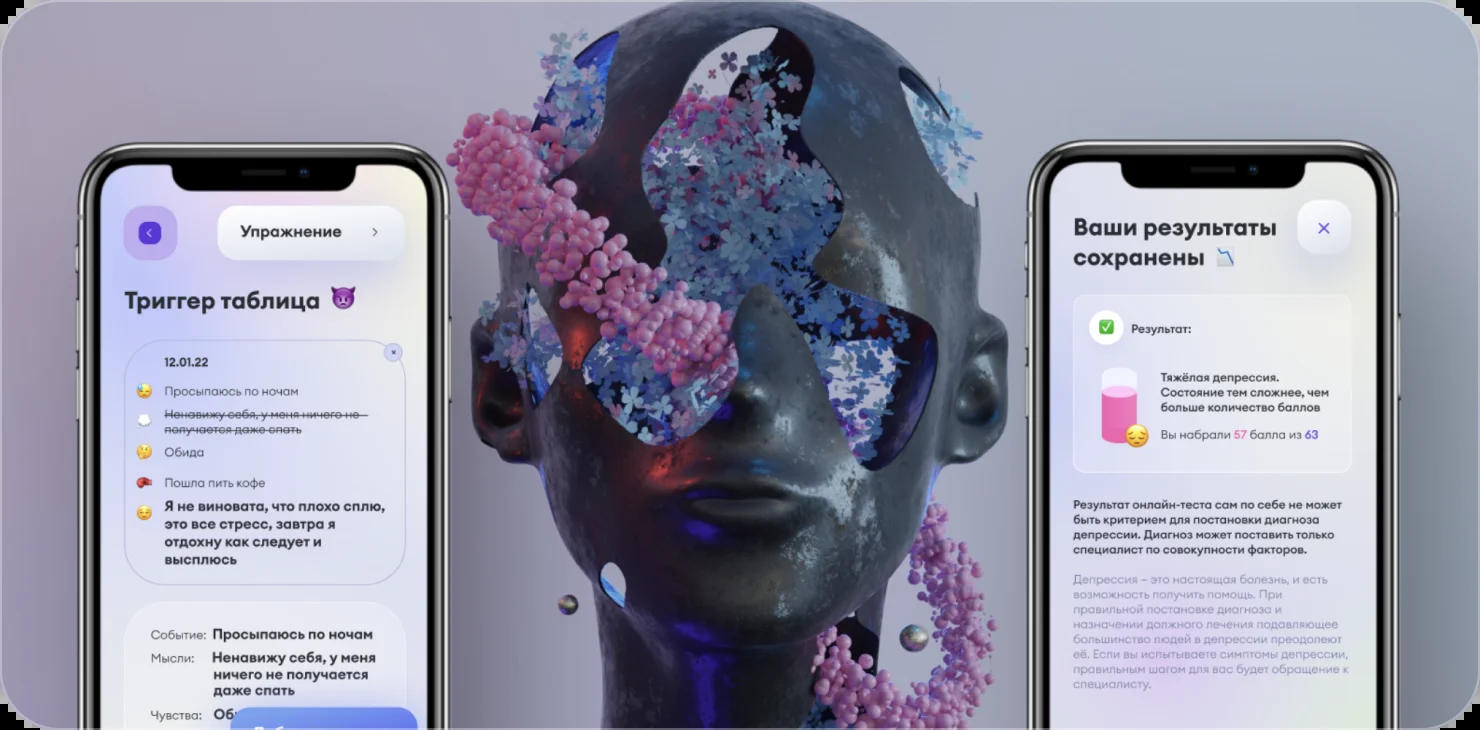 Упражнение
Триггер таблица
12.01.22
Просыпаюсь по ночам
Ненавижу себя, у меня ничего не
получается даже спать
Обида
Пошла пить кофе
Я не виновата, что плохо сплю,
это все стресс, завтра я
отдохну как следует и
высплюсь
Событие: Просыпаюсь по ночам
Мысли: Ненавижу себя, у меня
ничего не получается
даже спать
Чувства:
Ваши результаты
сохранены
Результат:
Тяжёлая депрессия.
Состояние тем сложнее, чем
больше количество баллов
Вы набрали 57 балла из 63
Результат онлайн-теста сам по себе не может
быть критерием для постановки диагноза
депрессии. Диагноз может поставить только
специалист по совокупности факторов.
Депрессия – это настоящая болезнь, и есть
возможность получить помощь. При
правильной постановке диагноза и
назначении должного лечения подавляющее
большинство людей в депрессии преодолеют
её. Если вы испытываете симптомы депрессии,
правильным шагом для вас будет обращение к
специалисту.